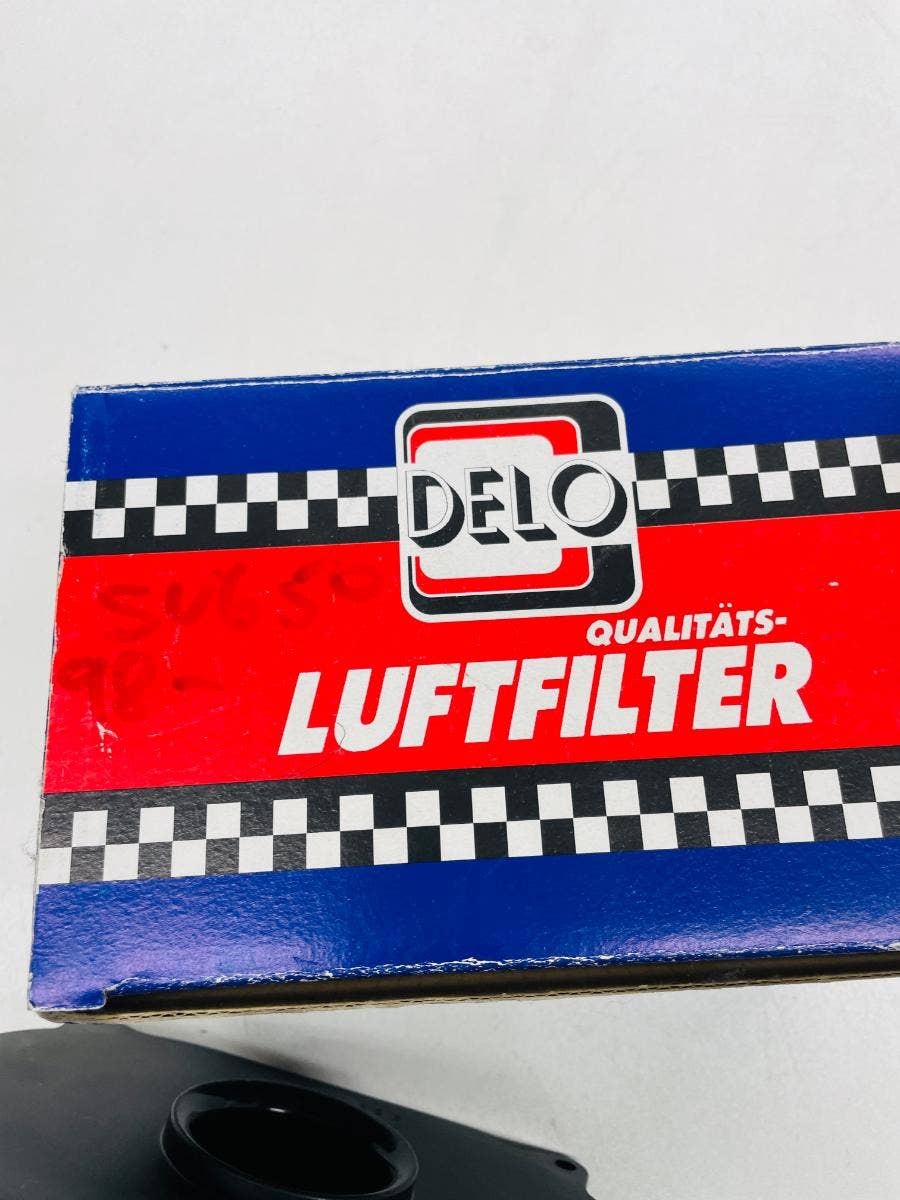 DELO
SV650
98-
QUALITÄTS-
LUFTFILTER